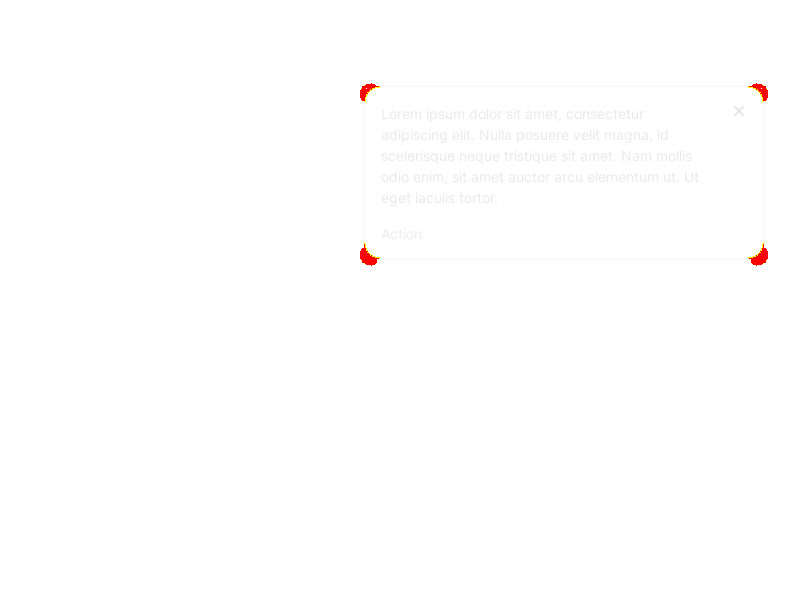 Lorem ipsum dolor sit amet, consectetur
adipiscing elit. Nulla posuere velit magna, id
scelerisque neque tristique sit amet. Nam mollis
odio enim, sit amet auctor arcu elementum ut. Ut
eget iaculis tortor.
Action